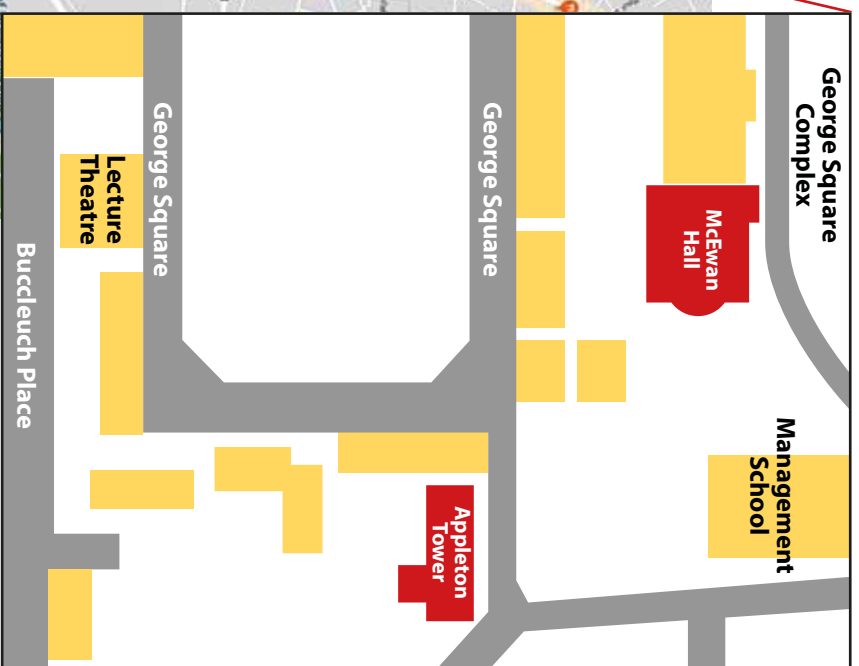 George Square
Complex
McEwan
Hall
George Square
George Square
Lecture
Theatre
Buccleuch Place
Management
School
Appleton
Tower